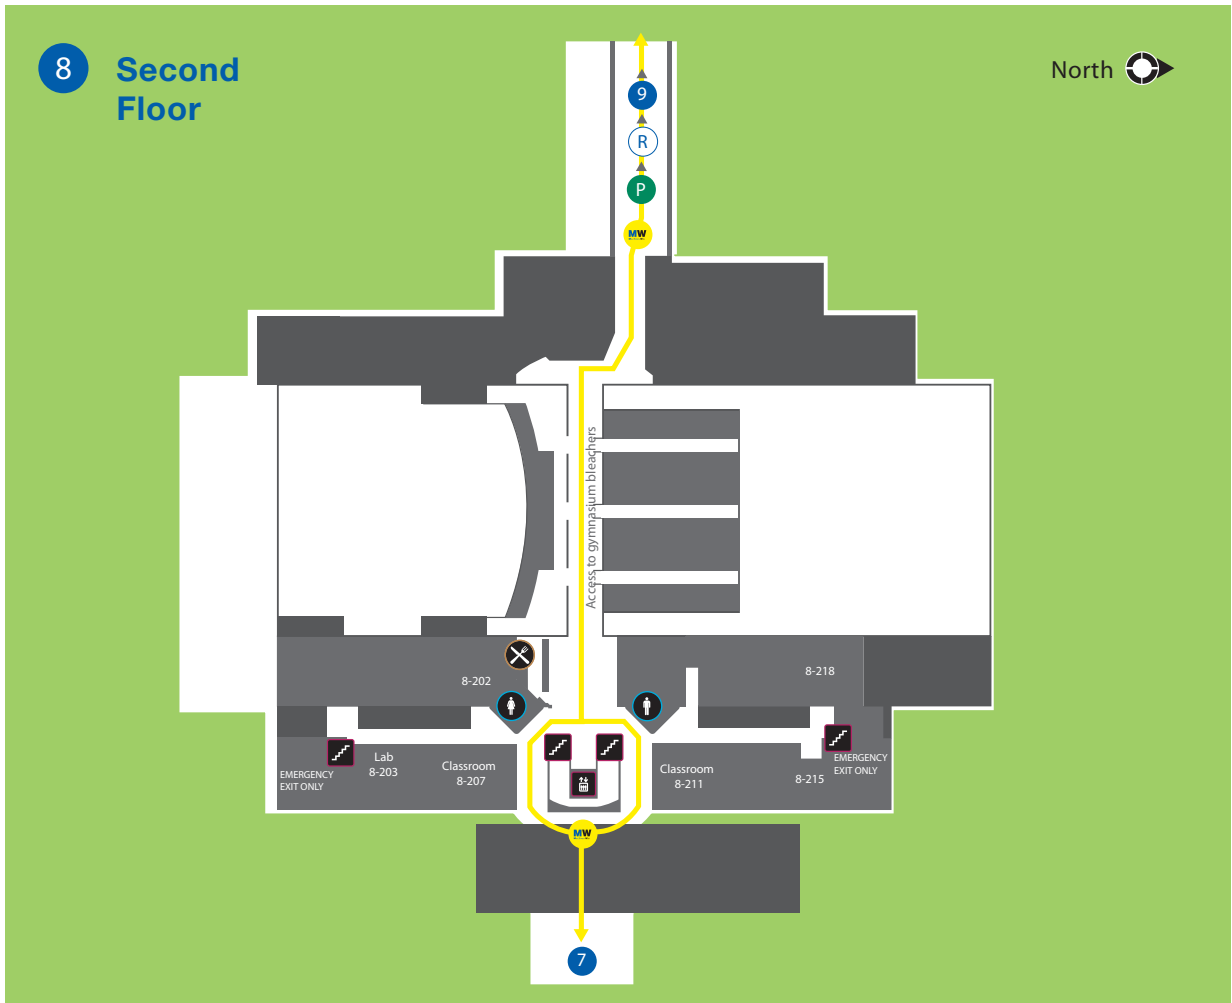 8
Second
Floor
North
9
R
P
MW
Access to gymnasium bleachers
8-202
8-218
EMERGENCY
EXIT ONLY
Lab
8-203
Classroom
8-207
Classroom
8-211
8-215
EMERGENCY
EXIT ONLY
MW
7